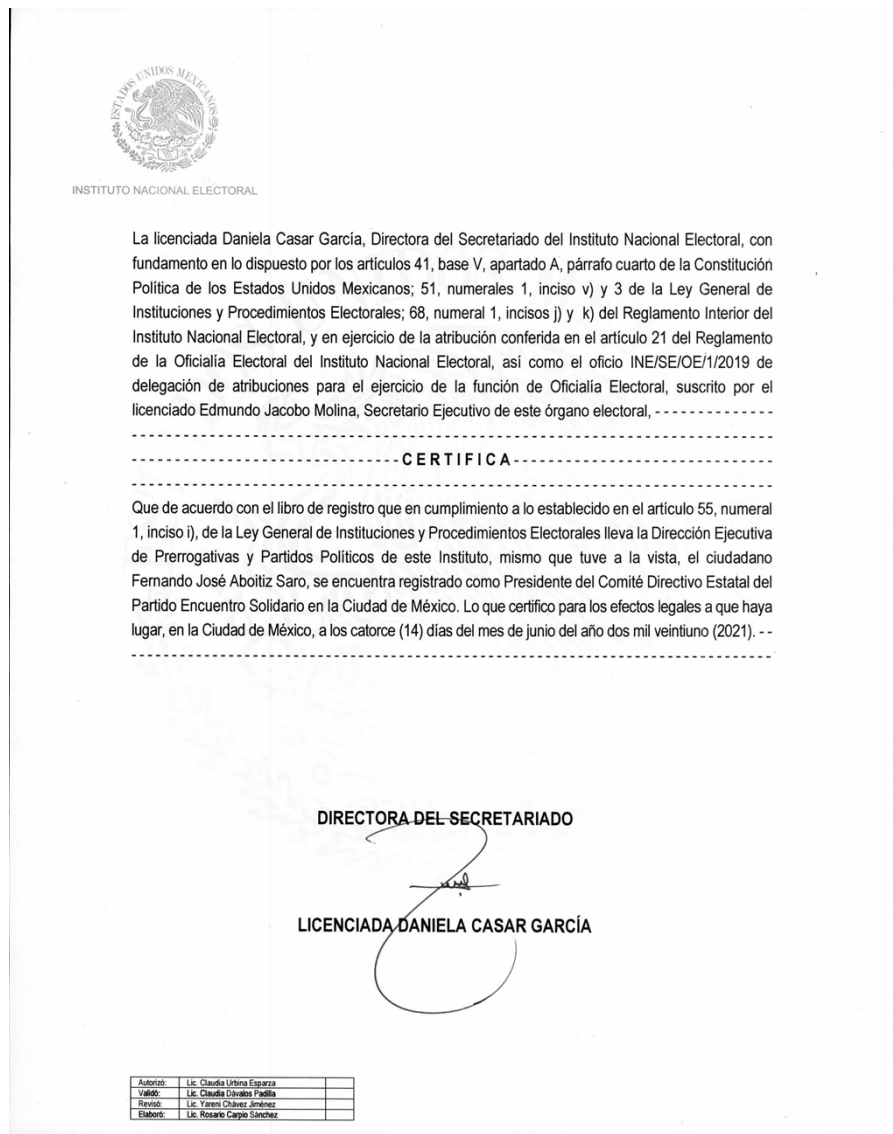 ESTADOS UNIDOS MEXICANOS
INSTITUTO NACIONAL ELECTORAL
La licenciada Daniela Casar García, Directora del Secretariado del Instituto Nacional Electoral, con
fundamento en lo dispuesto por los artículos 41, base V, apartado A, párrafo cuarto de la Constitución
Política de los Estados Unidos Mexicanos; 51, numerales 1, inciso v) y 3 de la Ley General de
Instituciones y Procedimientos Electorales; 68, numeral 1, incisos j) y k) del Reglamento Interior del
Instituto Nacional Electoral, y en ejercicio de la atribución conferida en el artículo 21 del Reglamento
de la Oficialía Electoral del Instituto Nacional Electoral, así como el oficio INE/SE/OE/1/2019 de
delegación de atribuciones para el ejercicio de la función de Oficialía Electoral, suscrito por el
licenciado Edmundo Jacobo Molina, Secretario Ejecutivo de este órgano electoral, - - - - - - - - - - - - - -
- - - - - - - - - - - - - - - - - - - - - - - - - - - - - - C E R T I F I C A - - - - - - - - - - - - - - - - - - - - - - - - - - - - - -
Que de acuerdo con el libro de registro que en cumplimiento a lo establecido en el artículo 55, numeral
1, inciso i), de la Ley General de Instituciones y Procedimientos Electorales lleva la Dirección Ejecutiva
de Prerrogativas y Partidos Políticos de este Instituto, mismo que tuve a la vista, el ciudadano
Fernando José Aboitiz Saro, se encuentra registrado como Presidente del Comité Directivo Estatal del
Partido Encuentro Solidario en la Ciudad de México. Lo que certifico para los efectos legales a que haya
lugar, en la Ciudad de México, a los catorce (14) días del mes de junio del año dos mil veintiuno (2021). - -
DIRECTORA DEL SECRETARIADO
LICENCIADA DANIELA CASAR GARCÍA
Autorizó: Lic. Claudia Urbina Esparza
Validó: Lic. Claudia Dávalos Padilla
Revisó: Lic. Yareni Chávez Jiménez
Elaboró: Lic. Rosario Carpio Sánchez